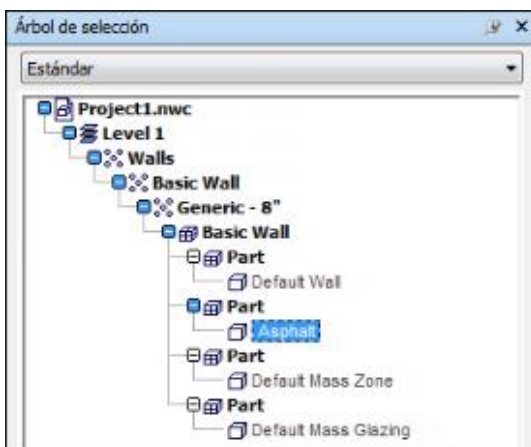 Árbol de selección
Estándar
Project1.nwc
Level 1
Walls
Basic Wall
Generic - 8"
Basic Wall
Part
Default Wall
Part
Asphalt
Part
Default Mass Zone
Part
Default Mass Glazing